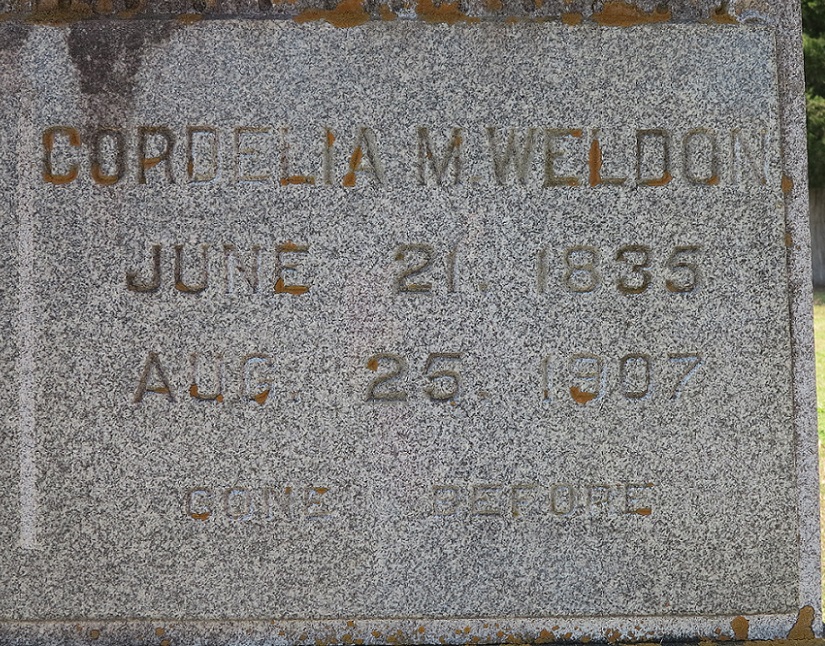 CORDELIA M. WELDON
JUNE 21. 1835
AUG. 25. 1907
GONE BEFORE